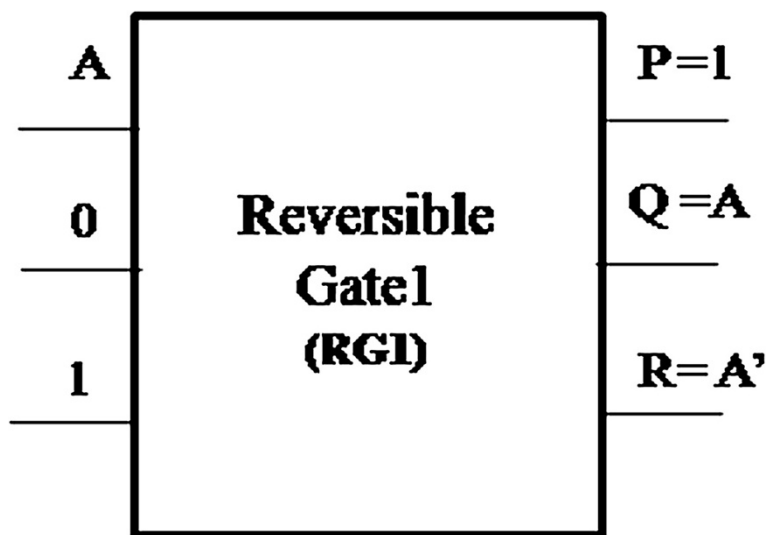 A
P=1
0
Q=A
Reversible
Gate1
(RG1)
1
R=A'